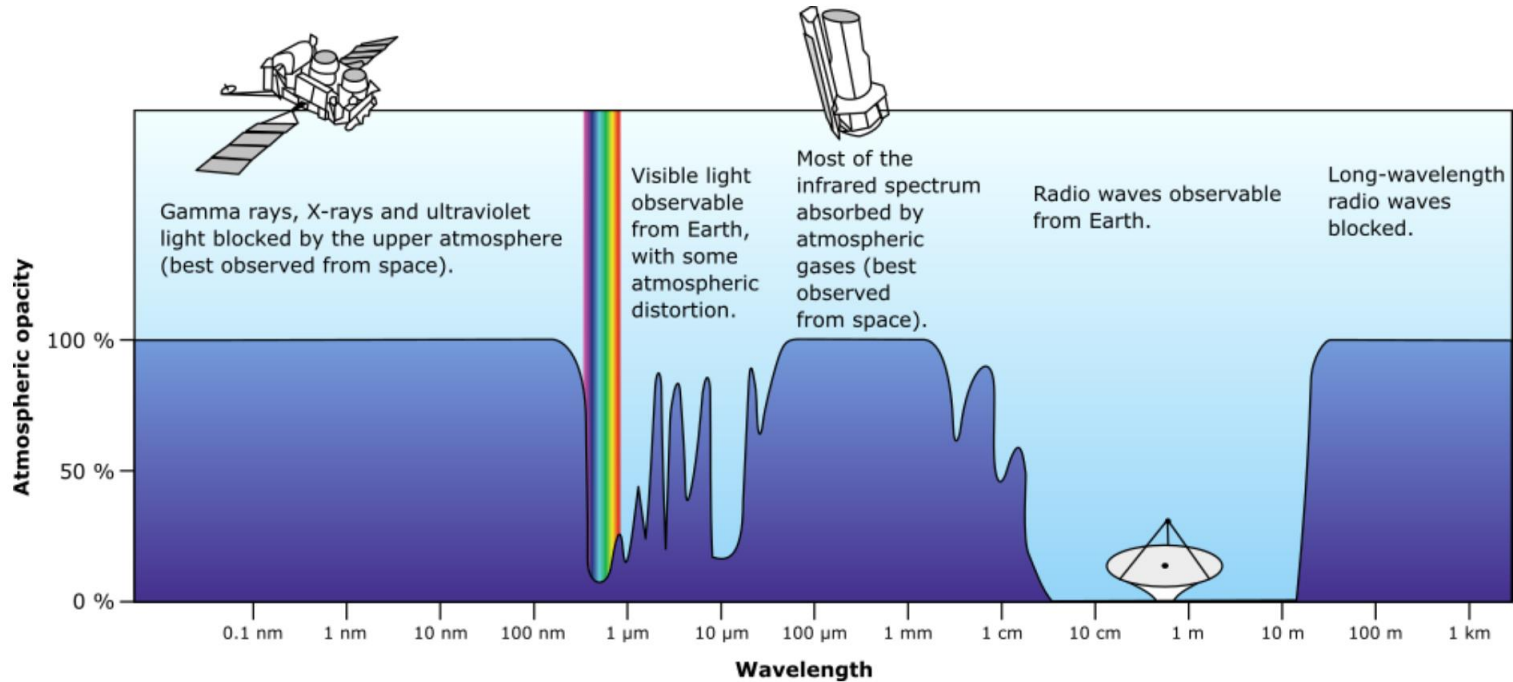 Gamma rays, X-rays and ultraviolet
light blocked by the upper atmosphere
(best observed from space).
Visible light
observable
from Earth,
with some
atmospheric
distortion.
Most of the
infrared spectrum
absorbed by
atmospheric
gases (best
observed
from space).
Radio waves observable
from Earth.
Long-wavelength
radio waves
blocked.
Atmospheric opacity
100 %
50 %
0 %
0.1 nm 1 nm 10 nm 100 nm 1 µm 10 µm 100 µm 1 mm 1 cm 10 cm 1 m 10 m 100 m 1 km
Wavelength